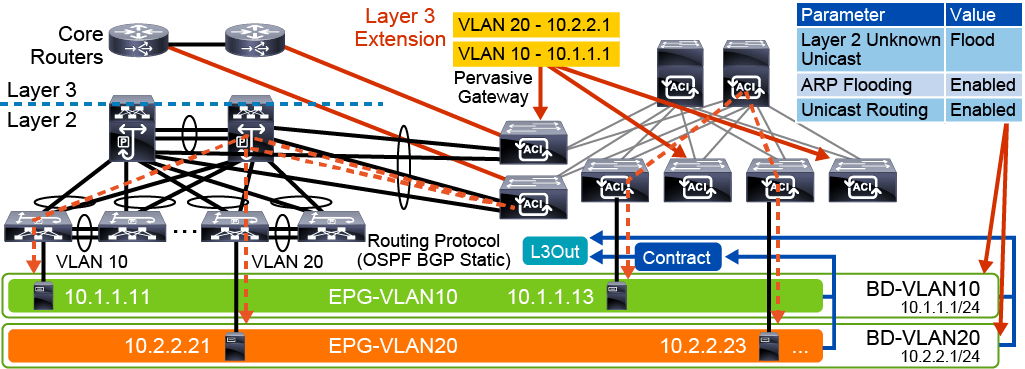 Core
Routers
Layer 3
Extension
VLAN 20 - 10.2.2.1
VLAN 10 - 10.1.1.1
Pervasive
Gateway
Parameter Value
Layer 2 Unknown
Unicast
Flood
ARP Flooding Enabled
Unicast Routing Enabled
Layer 3
Layer 2
P
P
ACI
ACI
ACI
ACI
ACI
ACI
ACI
ACI
P
P
...
VLAN 10
VLAN 20
Routing Protocol
(OSPF BGP Static)
L3Out
Contract
10.1.1.11
EPG-VLAN10
10.1.1.13
BD-VLAN10
10.1.1.1/24
10.2.2.21
EPG-VLAN20
10.2.2.23
...
BD-VLAN20
10.2.2.1/24